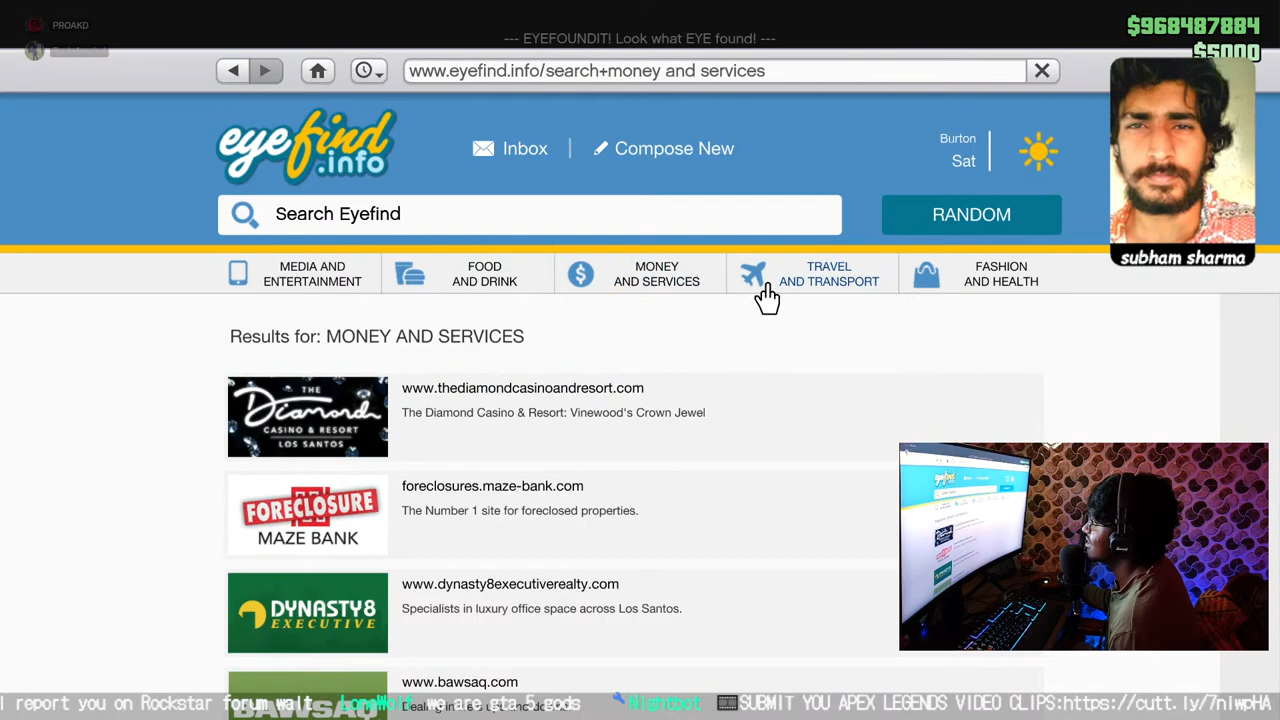 PROAKD
--- EYEFOUNDIT! Look what EYE found! ---
$968487884
$5000
www.eyefind.info/search+money and services
eyefind.info
Inbox
Compose New
Burton
Sat
Search Eyefind
RANDOM
subham sharma
MEDIA AND ENTERTAINMENT
FOOD AND DRINK
MONEY AND SERVICES
TRAVEL AND TRANSPORT
FASHION AND HEALTH
Results for: MONEY AND SERVICES
THE
Diamond
CASINO & RESORT
LOS SANTOS
www.thediamondcasinoandresort.com
The Diamond Casino & Resort: Vinewood's Crown Jewel
FORECLOSURE
MAZE BANK
foreclosures.maze-bank.com
The Number 1 site for foreclosed properties.
DYNASTY8
EXECUTIVE
www.dynasty8executiverealty.com
Specialists in luxury office space across Los Santos.
BAWSAQ
www.bawsaq.com
I report you on Rockstar forum walt LoneWolf: we are gta 5 gods Nightbot SUBMIT YOU APEX LEGENDS VIDEO CLIPS:https://cutt.ly/7nIwpHA